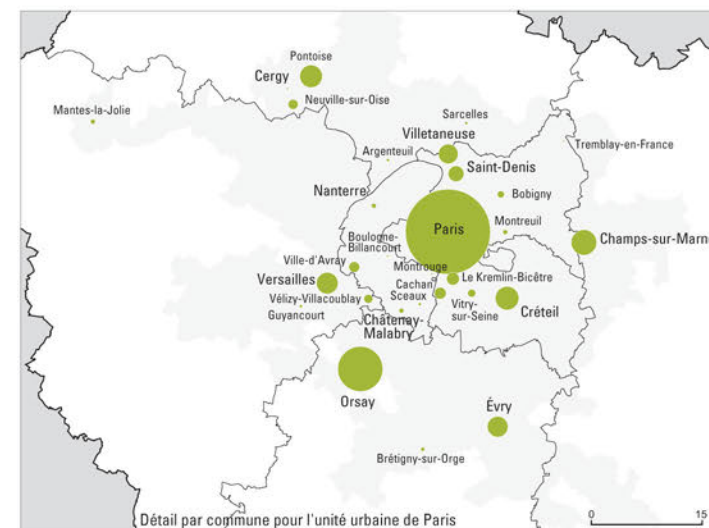 Pontoise
Cergy
Neuville-sur-Oise
Mantes-la-Jolie
Sarcelles
Villetaneuse
Tremblay-en-France
Argenteuil
Saint-Denis
Nanterre
Bobigny
Paris
Montreuil
Boulogne-
Billancourt
Champs-sur-Marn
Ville-d'Avray
Montrouge
Le Kremlin-Bicêtre
Versailles
Cachan
Vélizy-Villacoublay
Sceaux
Vitry-
sur-Seine
Guyancourt
Créteil
Châtenay-
Malabry
Orsay
Évry
Brétigny-sur-Orge
Détail par commune pour l'unité urbaine de Paris
0 15